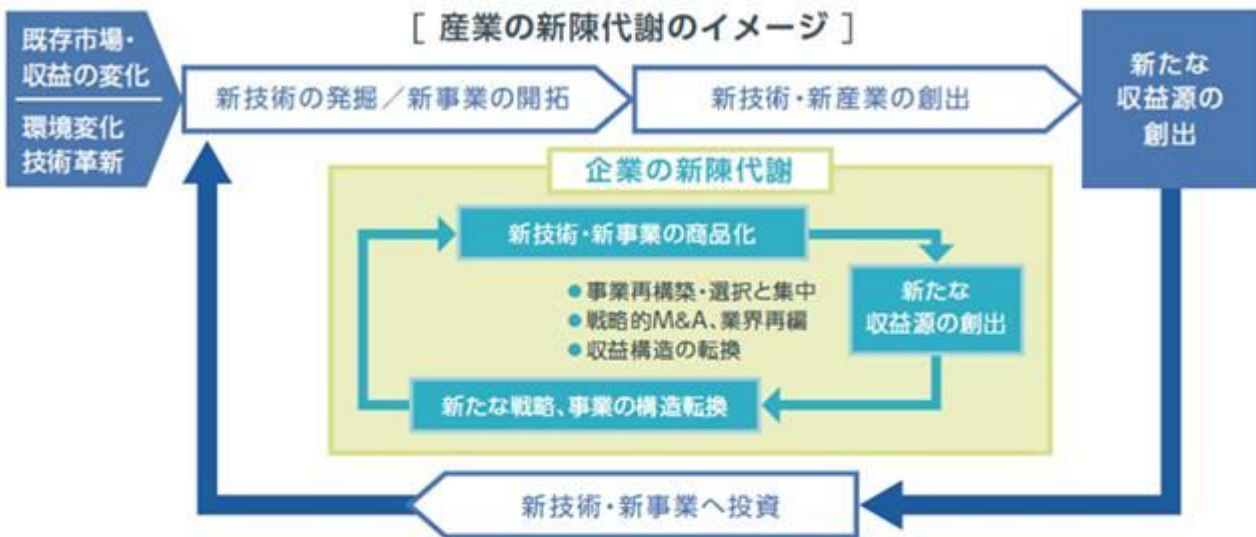 [ 産業の新陳代謝のイメージ ]
既存市場・
収益の変化
環境変化
技術革新
新技術の発掘／新事業の開拓
新技術・新産業の創出
新たな
収益源の
創出
企業の新陳代謝
新技術・新事業の商品化
●事業再構築・選択と集中
●戦略的M&A、業界再編
●収益構造の転換
新たな
収益源の創出
新たな戦略、事業の構造転換
新技術・新事業へ投資